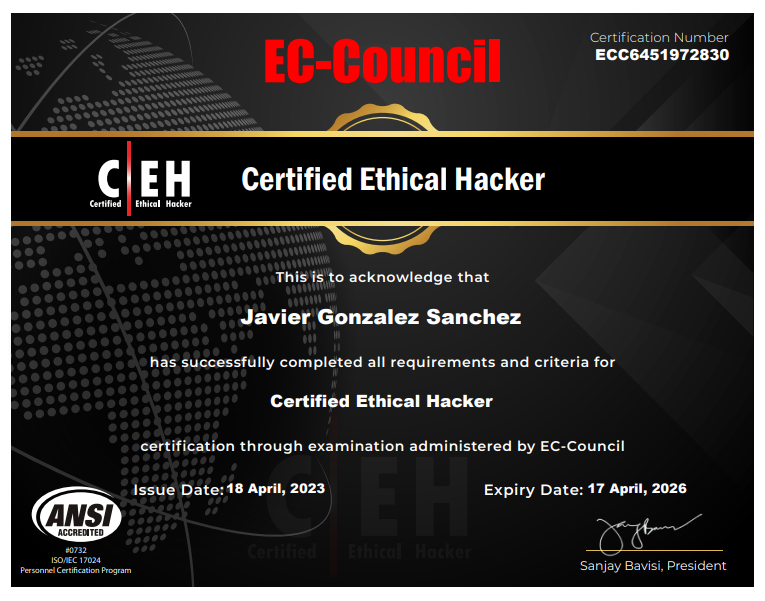 EC-Council
Certification Number
ECC6451972830
C|EH
Certified Ethical Hacker
Certified Ethical Hacker
This is to acknowledge that
Javier Gonzalez Sanchez
has successfully completed all requirements and criteria for
Certified Ethical Hacker
certification through examination administered by EC-Council
Issue Date: 18 April, 2023
Expiry Date: 17 April, 2026
C EH
Certified Ethical Hacker
ANSI
ACCREDITED
#0732
ISO/IEC 17024
Personnel Certification Program
Sanjay Bavisi, President